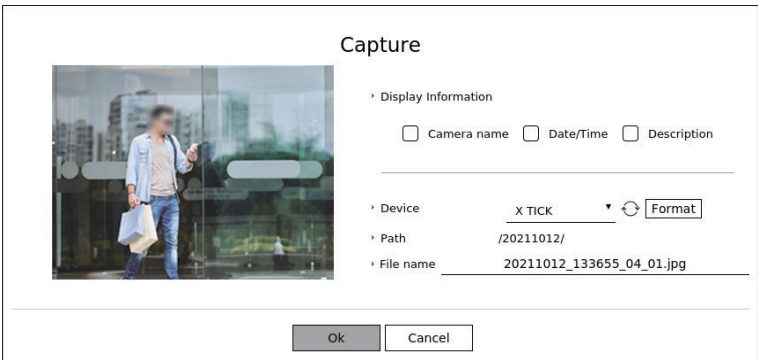 Capture
Display Information
Camera name Date/Time Description
Device X TICK Format
Path /20211012/
File name 20211012_133655_04_01.jpg
Ok Cancel